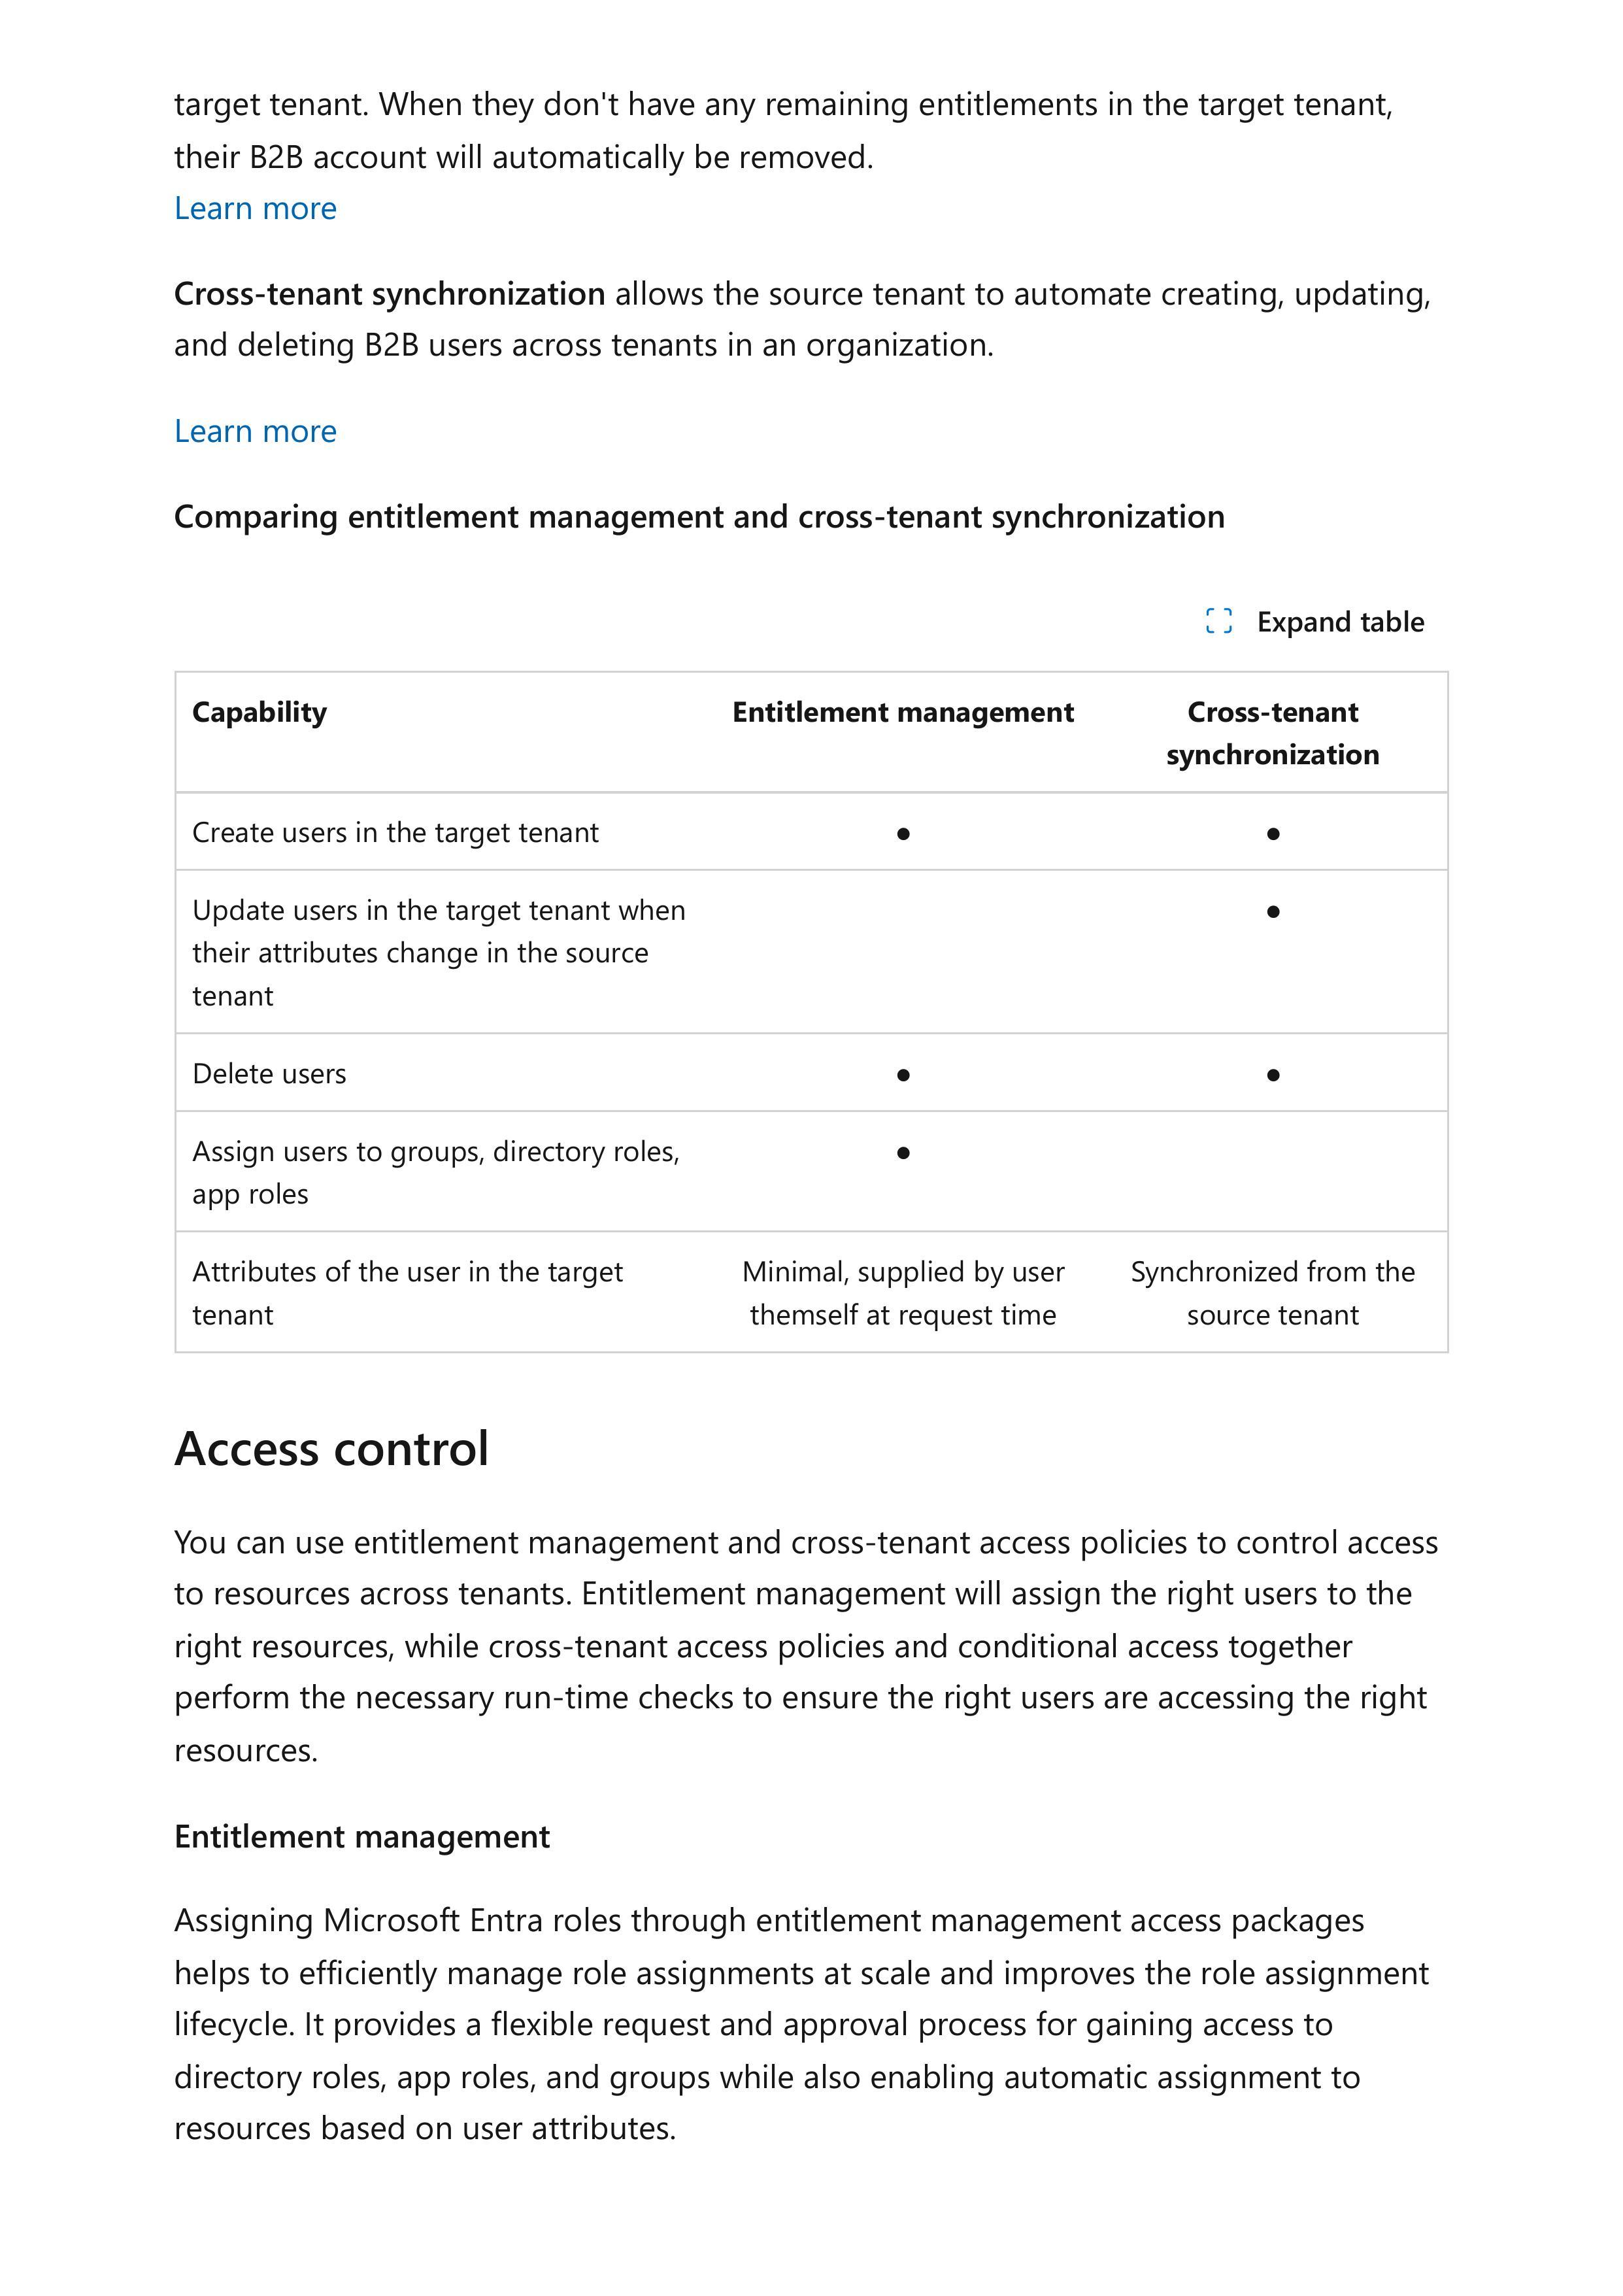 target tenant. When they don't have any remaining entitlements in the target tenant,
their B2B account will automatically be removed.
Learn more
Cross-tenant synchronization allows the source tenant to automate creating, updating,
and deleting B2B users across tenants in an organization.
Learn more
Comparing entitlement management and cross-tenant synchronization
Expand table
Capability Entitlement management Cross-tenant
synchronization
Create users in the target tenant ● ●
Update users in the target tenant when ●
their attributes change in the source
tenant
Delete users ● ●
Assign users to groups, directory roles, ●
app roles
Attributes of the user in the target Minimal, supplied by user Synchronized from the
tenant themself at request time source tenant
Access control
You can use entitlement management and cross-tenant access policies to control access
to resources across tenants. Entitlement management will assign the right users to the
right resources, while cross-tenant access policies and conditional access together
perform the necessary run-time checks to ensure the right users are accessing the right
resources.
Entitlement management
Assigning Microsoft Entra roles through entitlement management access packages
helps to efficiently manage role assignments at scale and improves the role assignment
lifecycle. It provides a flexible request and approval process for gaining access to
directory roles, app roles, and groups while also enabling automatic assignment to
resources based on user attributes.